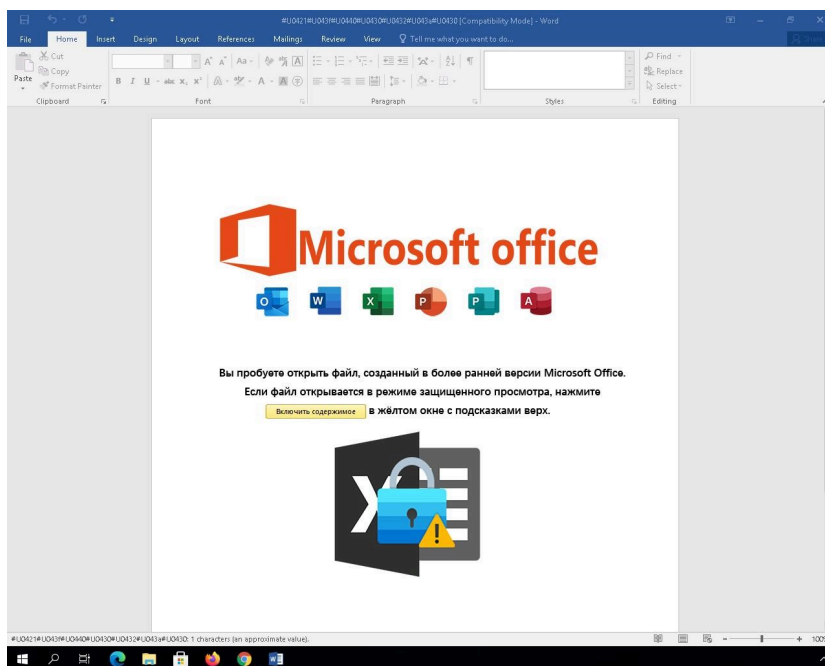 #U0421#U043f#U0440#U0430#U0432#U043a#U0430 [Compatibility Mode] - Word
File Home Insert Design Layout References Mailings Review View Tell me what you want to do...
Cut
Copy
Format Painter
Paste
B I U abc X₂ X² Aa A
Find
Replace
Select
Clipboard Font Paragraph Styles Editing
Microsoft office
O W X P P A
Вы пробуете открыть файл, созданный в более ранней версии Microsoft Office.
Если файл открывается в режиме защищенного просмотра, нажмите
Включить содержимое в жёлтом окне с подсказками верх.
X
#U0421#U043f#U0440#U0430#U0432#U043a#U0430: 1 characters (an approximate value).